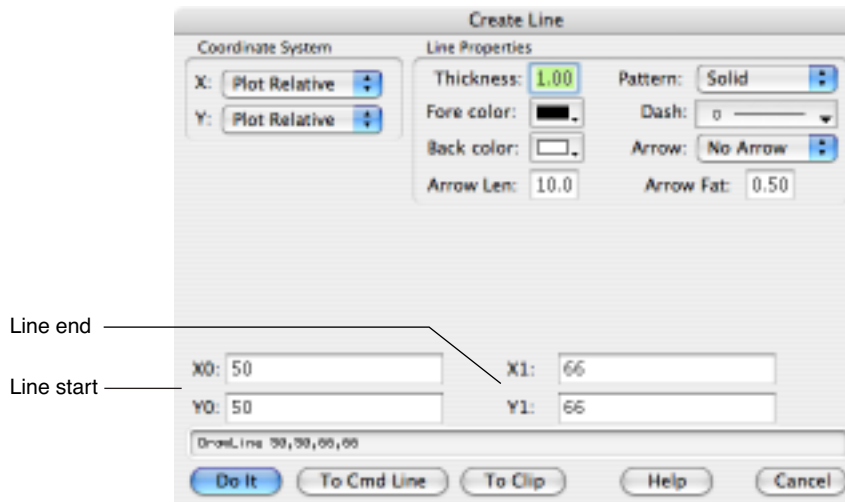 Create Line
Coordinate System
Line Properties
X: Plot Relative
Thickness: 1.00
Pattern: Solid
Y: Plot Relative
Fore color:
Dash: 0
Back color:
Arrow: No Arrow
Arrow Len: 10.0
Arrow Fat: 0.50
Line end
X0: 50
X1: 66
Line start
Y0: 50
Y1: 66
DrawLine 50,50,66,66
Do It
To Cmd Line
To Clip
Help
Cancel